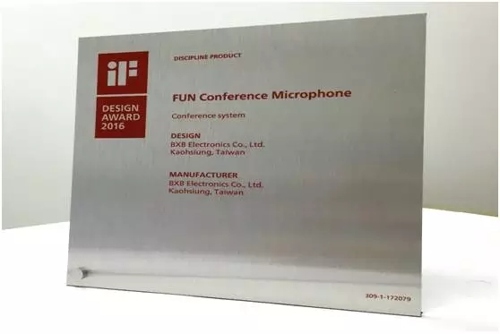 iF
DESIGN
AWARD
2016
DISCIPLINE PRODUCT
FUN Conference Microphone
Conference system
DESIGN
BXB Electronics Co., Ltd.
Kaohsiung, Taiwan
MANUFACTURER
BXB Electronics Co., Ltd.
Kaohsiung, Taiwan
309-1-172079